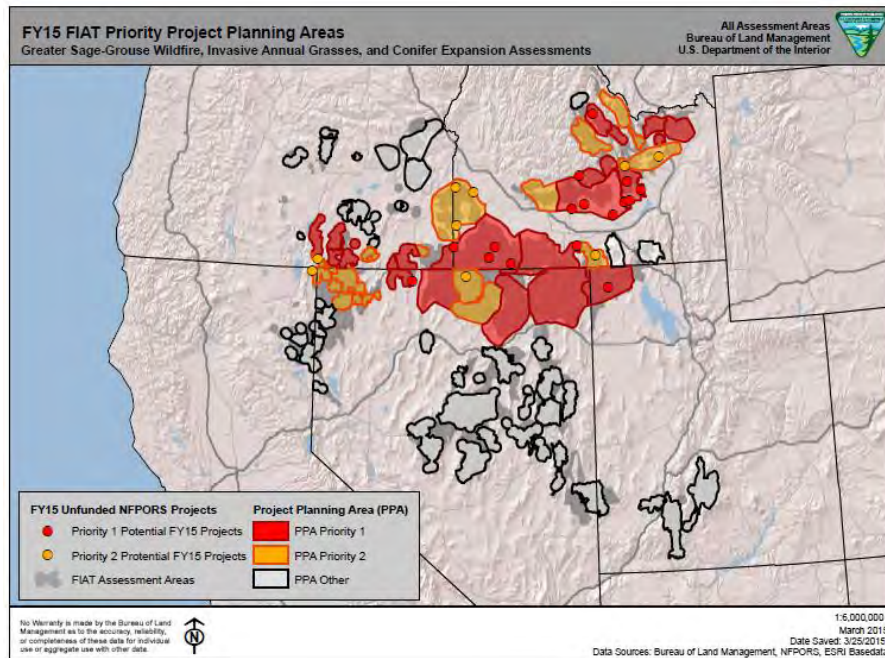 FY15 FIAT Priority Project Planning Areas
Greater Sage-Grouse Wildfire, Invasive Annual Grasses, and Conifer Expansion Assessments
All Assessment Areas
Bureau of Land Management
U.S. Department of the Interior
FY15 Unfunded NFPORS Projects
Priority 1 Potential FY15 Projects
Priority 2 Protential FY15 Projects
FIAT Assessment Areas
Project Planning Area (PPA)
PPA Priority 1
PPA Priority 2
PPA Other
No Warranty is made by the Bureau of Land
Management as to the accuracy, reliability,
or completeness of these data for individual
use or aggregate use with other data.
N
1:6,000,000
March 2015
Date Saved: 3/25/2015
Data Sources: Bureau of Land Management, NFPORS, ESRI Basedata